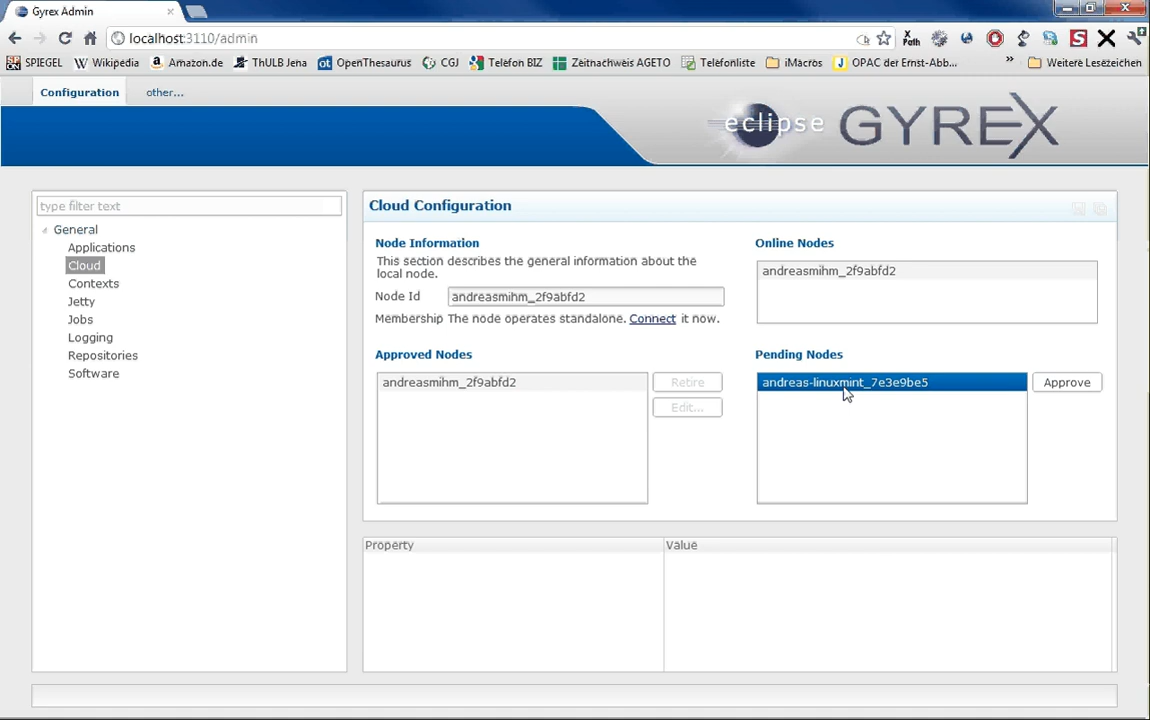 Gyrex Admin
localhost:3110/admin
SPIEGEL Wikipedia Amazon.de THULB Jena OpenThesaurus CGJ Telefon BIZ Zeitnachweis AGETO Telefonliste iMacros OPAC der Ernst-Abb... » Weitere Lesezeichen
Configuration other...
eclipse GYREX
type filter text
General
Applications
Cloud
Contexts
Jetty
Jobs
Logging
Repositories
Software
Cloud Configuration
Node Information
This section describes the general information about the
local node.
Node Id andreasmihm_2f9abfd2
Membership The node operates standalone. Connect it now.
Online Nodes
andreasmihm_2f9abfd2
Approved Nodes
andreasmihm_2f9abfd2
Retire
Edit...
Pending Nodes
andreas-linuxmint_7e3e9be5
Approve
Property Value